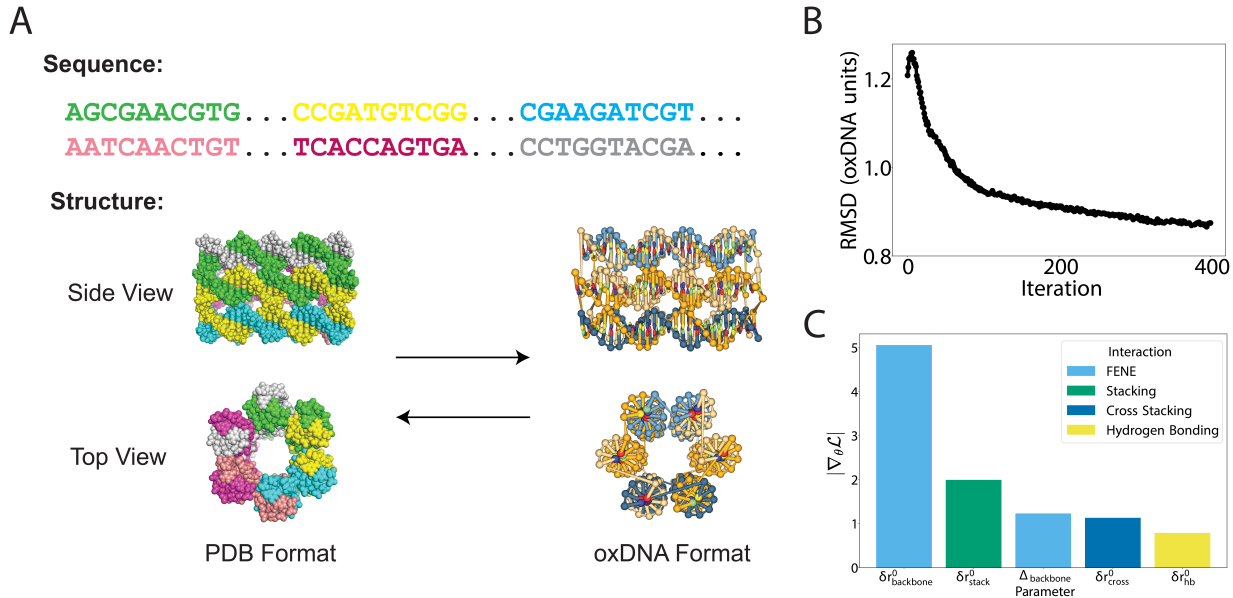 A
Sequence:
AGCGAACGTG...CCGATGTCGG...CGAAGATCGT...
AATCAACTGT...TCACCAGTGA...CCTGGTACGA...
Structure:
Side View
Top View
PDB Format
oxDNA Format
B
RMSD (oxDNA units)
1.2
1.0
0.8
0
200
400
Iteration
C
|∇θℒ|
5
4
3
2
1
0
Interaction
FENE
Stacking
Cross Stacking
Hydrogen Bonding
δr⁰backbone
δr⁰stack
Δbackbone
δr⁰cross
δr⁰hb
Parameter